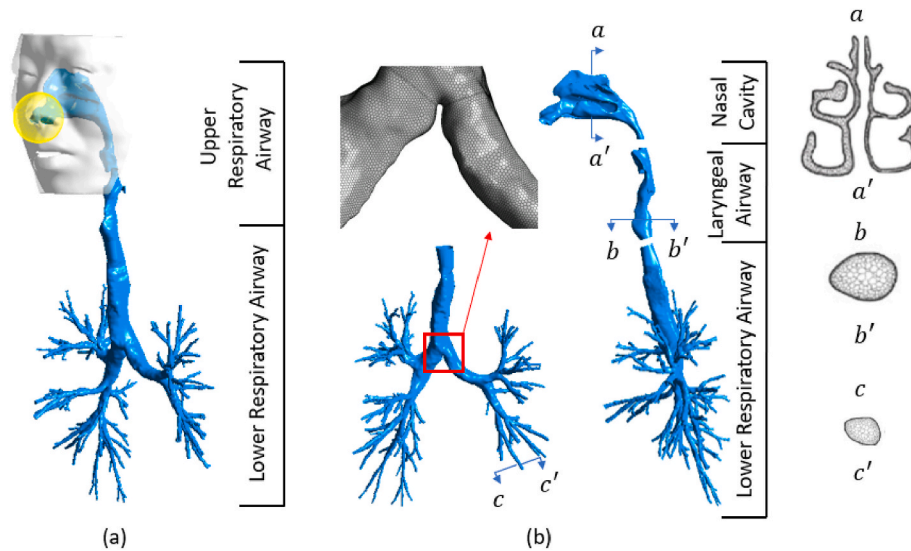 Upper
Respiratory
Airway
Lower Respiratory Airway
(a)
a
a′
b
b′
c
c′
(b)
Nasal
Cavity
Laryngeal
Airway
Lower Respiratory Airway
a
a′
b
b′
c
c′